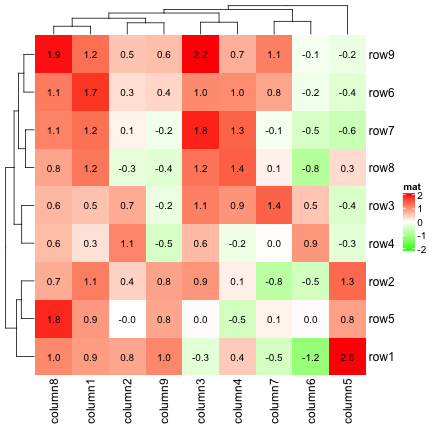 1.9 1.2 0.5 0.6 2.2 0.7 1.1 -0.1 -0.2 row9
1.1 1.7 0.3 0.4 1.0 1.0 0.8 -0.2 -0.4 row6
1.1 1.2 0.1 -0.2 1.8 1.3 -0.1 -0.5 -0.6 row7
0.8 1.2 -0.3 -0.4 1.2 1.4 0.1 -0.8 0.3 row8
0.6 0.5 0.7 -0.2 1.1 0.9 1.4 0.5 -0.4 row3
0.6 0.3 1.1 -0.5 0.6 -0.2 0.0 0.9 -0.3 row4
0.7 1.1 0.4 0.8 0.9 0.1 -0.8 -0.5 1.3 row2
1.8 0.9 -0.0 0.8 0.0 -0.5 0.1 0.0 0.8 row5
1.0 0.9 0.8 1.0 -0.3 0.4 -0.5 -1.2 2.6 row1
column8 column1 column2 column9 column3 column4 column7 column6 column5
mat
2
1
0
-1
-2